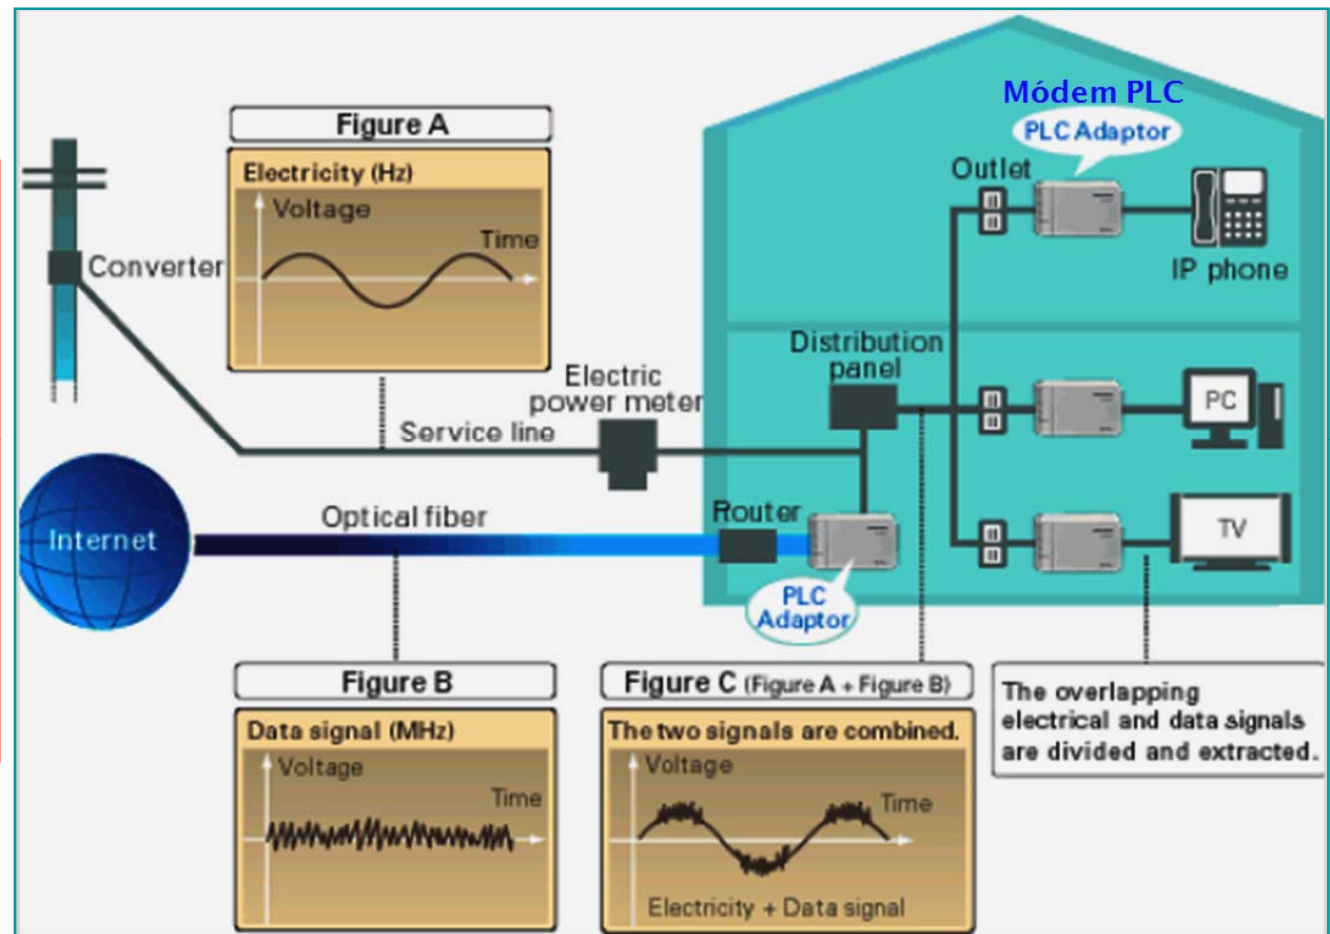 Módem PLC
PLC Adaptor
Figure A
Electricity (Hz)
Voltage
Time
Outlet
Converter
IP phone
Distribution
panel
Electric
power meter
Service line
PC
Optical fiber
Router
Internet
TV
PLC
Adaptor
Figure B
Data signal (MHz)
Voltage
Time
Figure C (Figure A + Figure B)
The two signals are combined.
Voltage
Time
Electricity + Data signal
The overlapping
electrical and data signals
are divided and extracted.